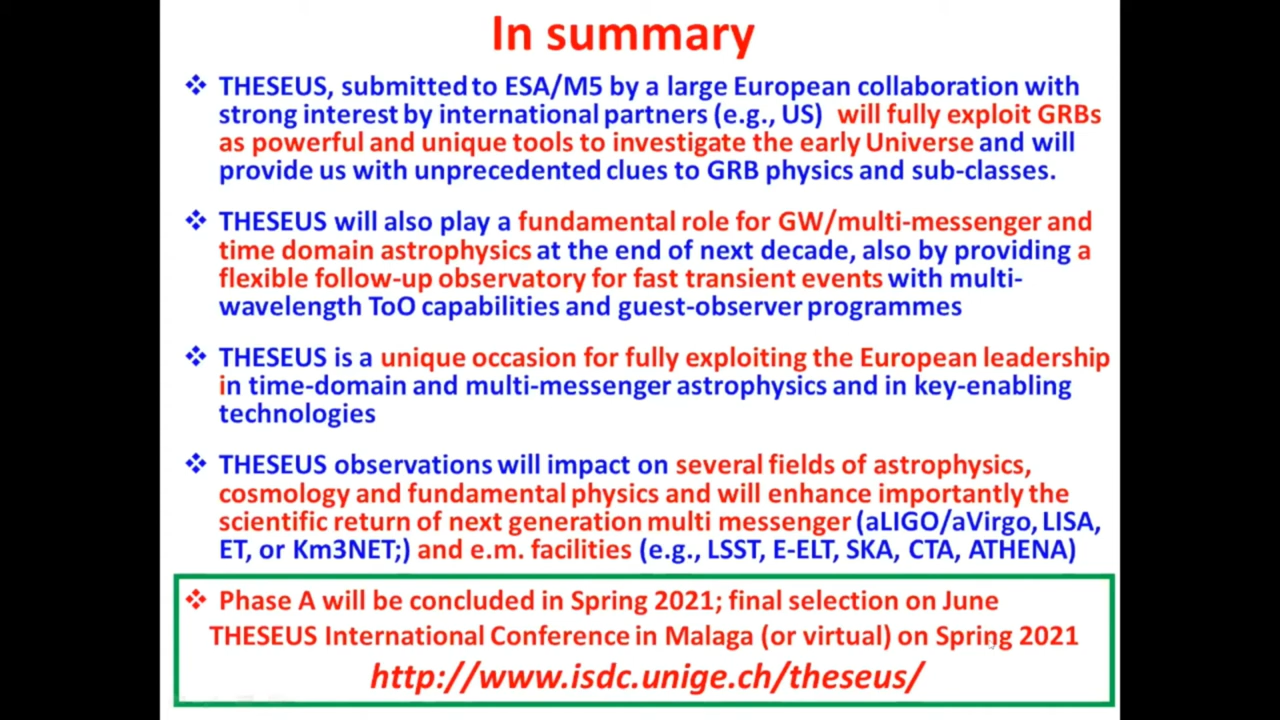 In summary
❖ THESEUS, submitted to ESA/M5 by a large European collaboration with
strong interest by international partners (e.g., US) will fully exploit GRBs
as powerful and unique tools to investigate the early Universe and will
provide us with unprecedented clues to GRB physics and sub-classes.
❖ THESEUS will also play a fundamental role for GW/multi-messenger and
time domain astrophysics at the end of next decade, also by providing a
flexible follow-up observatory for fast transient events with multi-
wavelength ToO capabilities and guest-observer programmes
❖ THESEUS is a unique occasion for fully exploiting the European leadership
in time-domain and multi-messenger astrophysics and in key-enabling
technologies
❖ THESEUS observations will impact on several fields of astrophysics,
cosmology and fundamental physics and will enhance importantly the
scientific return of next generation multi messenger (aLIGO/aVirgo, LISA,
ET, or Km3NET;) and e.m. facilities (e.g., LSST, E-ELT, SKA, CTA, ATHENA)
❖ Phase A will be concluded in Spring 2021; final selection on June
THESEUS International Conference in Malaga (or virtual) on Spring 2021
http://www.isdc.unige.ch/theseus/